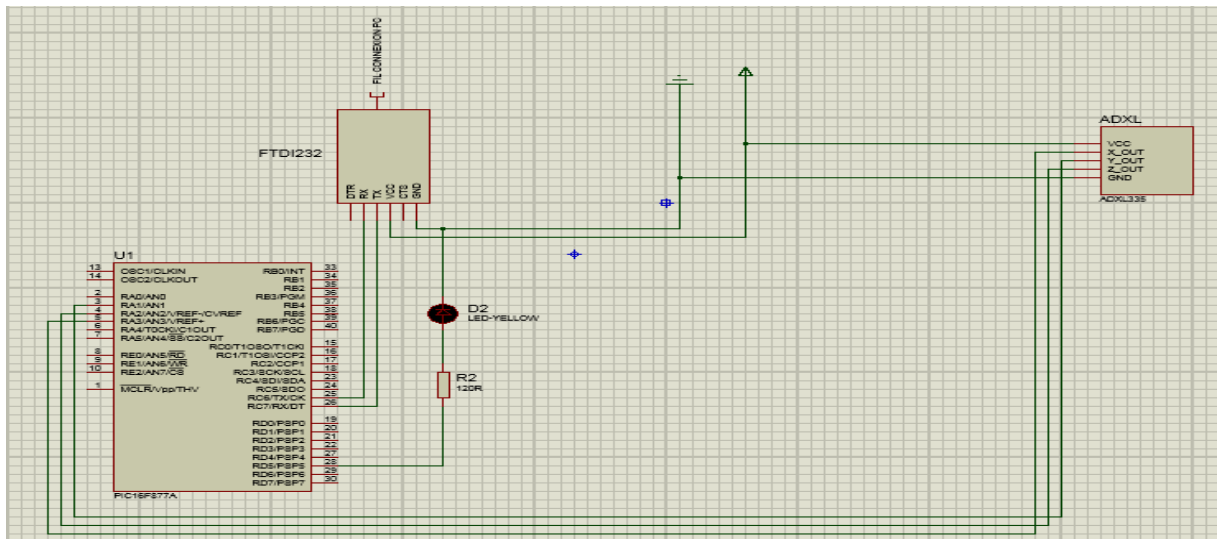 FIL CONNEXION PC
FTDI232
DTR
RX
TX
VCC
CTS
GND
ADXL
VCC
X_OUT
Y_OUT
Z_OUT
GND
ADXL335
U1
13 OSC1/CLKIN
14 OSC2/CLKOUT
2 RA0/AN0
3 RA1/AN1
4 RA2/AN2/VREF-/CVREF
5 RA3/AN3/VREF+
6 RA4/T0CKI/C1OUT
7 RA5/AN4/SS/C2OUT
8 RE0/AN5/RD
9 RE1/AN6/WR
10 RE2/AN7/CS
1 MCLR/Vpp/THV
RB0/INT 33
RB1 34
RB2 35
RB3/PGM 36
RB4 37
RB5 38
RB6/PGC 39
RB7/PGD 40
RC0/T1OSO/T1CKI 15
RC1/T1OSI/CCP2 16
RC2/CCP1 17
RC3/SCK/SCL 18
RC4/SDI/SDA 23
RC5/SDO 24
RC6/TX/CK 25
RC7/RX/DT 26
RD0/PSP0 19
RD1/PSP1 20
RD2/PSP2 21
RD3/PSP3 22
RD4/PSP4 27
RD5/PSP5 28
RD6/PSP6 29
RD7/PSP7 30
PIC16F877A
D2
LED-YELLOW
R2
120R